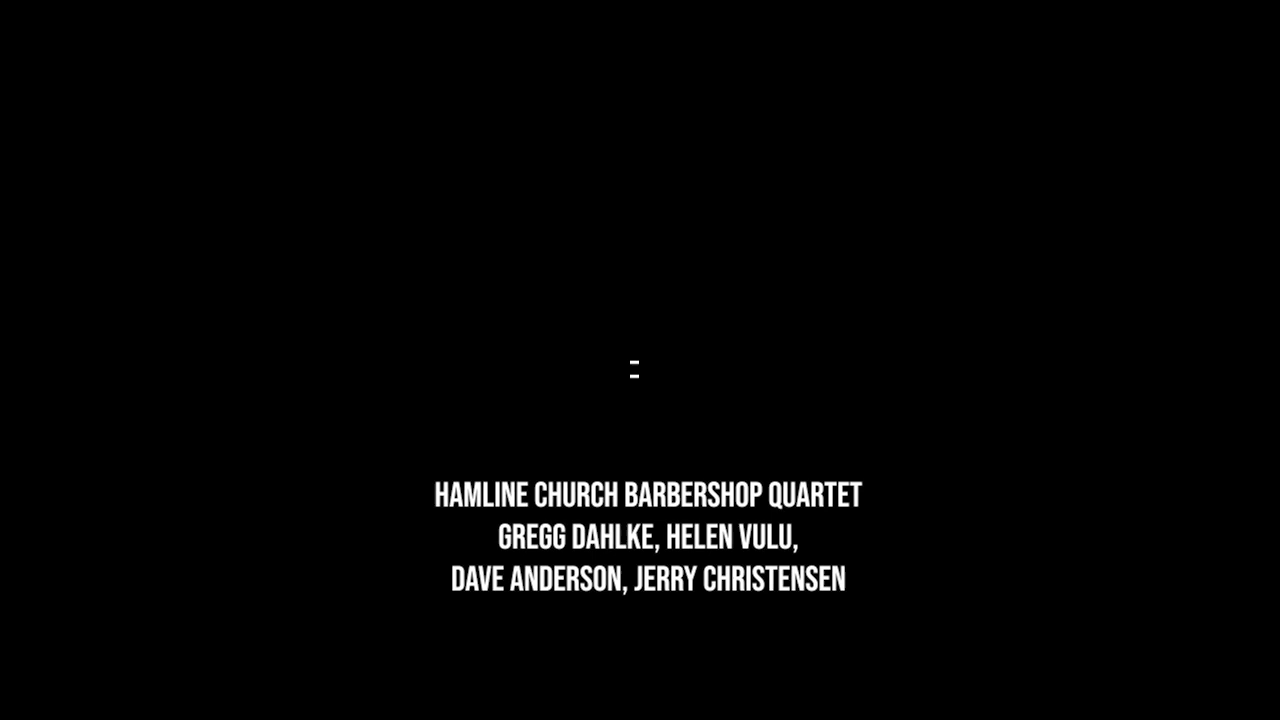 HAMLINE CHURCH BARBERSHOP QUARTET
GREGG DAHLKE, HELEN VULU,
DAVE ANDERSON, JERRY CHRISTENSEN